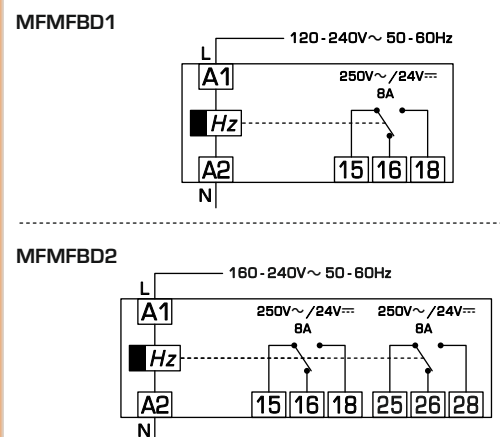 MFMFBD1
120-240V~ 50-60Hz
L
A1
250V~/24V⎓
8A
Hz
A2
15 16 18
N
MFMFBD2
160-240V~ 50-60Hz
L
A1
250V~/24V⎓ 250V~/24V⎓
8A 8A
Hz
A2
15 16 18 25 26 28
N